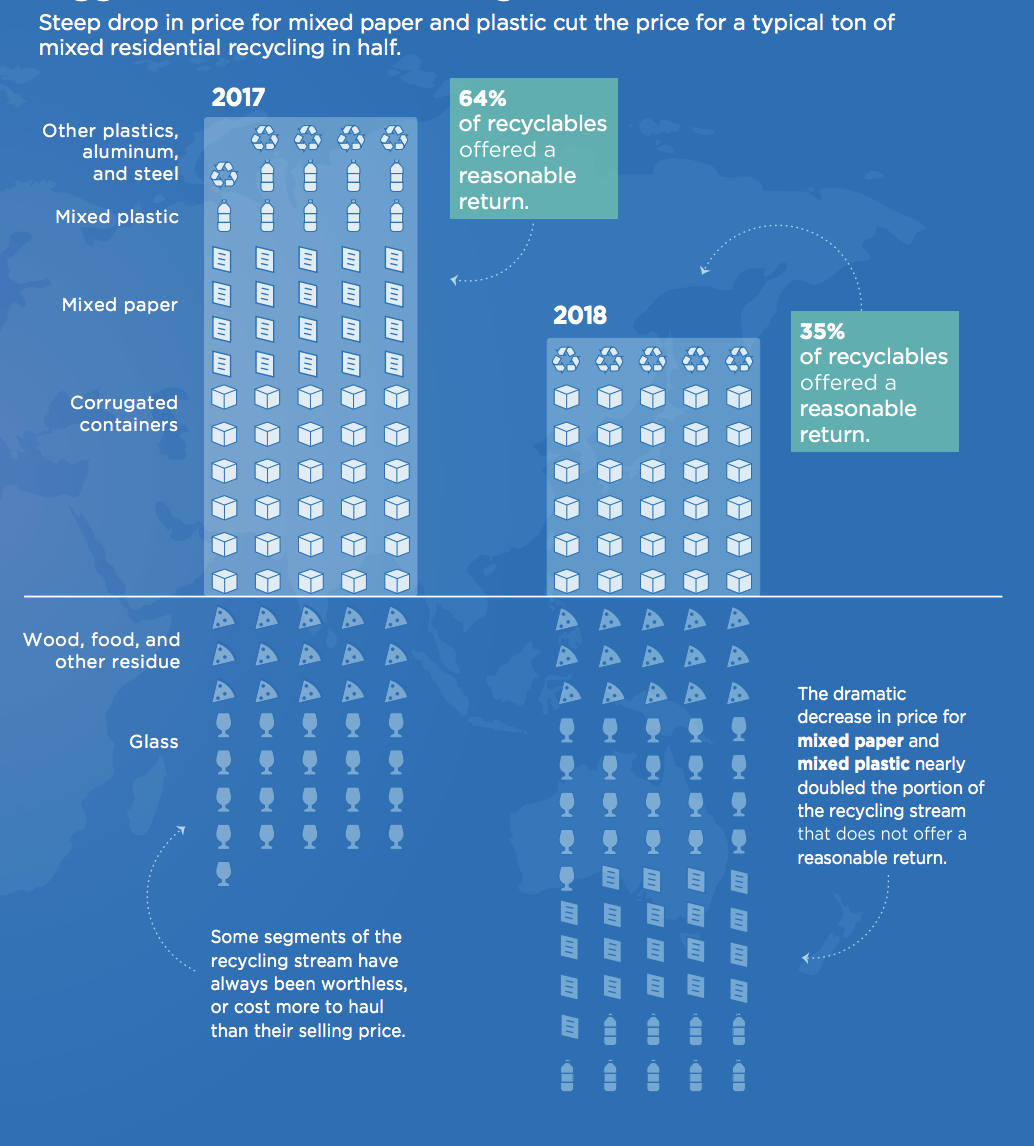 Steep drop in price for mixed paper and plastic cut the price for a typical ton of
mixed residential recycling in half.
2017
64%
of recyclables
offered a
reasonable
return.
Other plastics,
aluminum,
and steel
Mixed plastic
Mixed paper
Corrugated
containers
2018
35%
of recyclables
offered a
reasonable
return.
Wood, food, and
other residue
Glass
The dramatic
decrease in price for
mixed paper and
mixed plastic nearly
doubled the portion of
the recycling stream
that does not offer a
reasonable return.
Some segments of the
recycling stream have
always been worthless,
or cost more to haul
than their selling price.